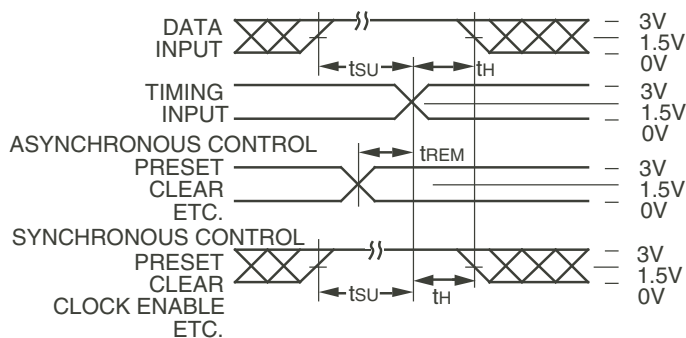 DATA
INPUT
3V
1.5V
0V
tSU
tH
TIMING
INPUT
3V
1.5V
0V
ASYNCHRONOUS CONTROL
PRESET
CLEAR
ETC.
tREM
3V
1.5V
0V
SYNCHRONOUS CONTROL
PRESET
CLEAR
CLOCK ENABLE
ETC.
tSU
tH
3V
1.5V
0V